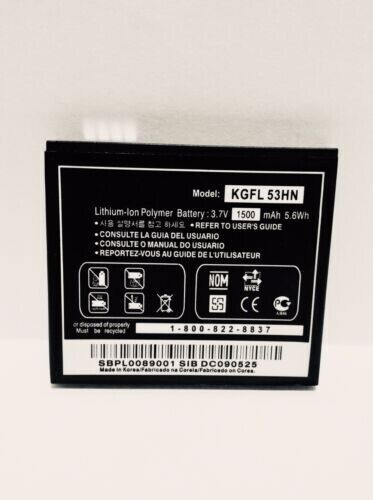 Model: KGFL 53HN
Lithium-Ion Polymer Battery : 3.7V 1500 mAh 5.6Wh
• 사용 설명서를 참고하세요 • REFER TO USER'S GUIDE
• CONSULTE LA GUIA DEL USUARIO
• CONSULTE O MANUAL DO USUARIO
• REPORTEZ-VOUS AU GUIDE DE L'UTILISATEUR
NOM
NYCE
or disposed of properly
Must be recycled
1-800-822-8837
SBPL0089001 SIB DC090525
Made in Korea/Fabricado na Coreia/Fabricado en Corea